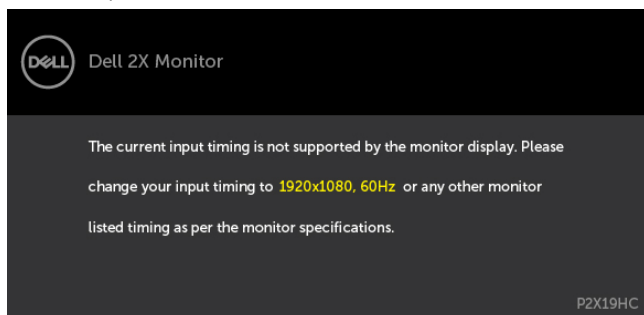 DELL
Dell 2X Monitor
The current input timing is not supported by the monitor display. Please
change your input timing to 1920x1080, 60Hz or any other monitor
listed timing as per the monitor specifications.
P2X19HC